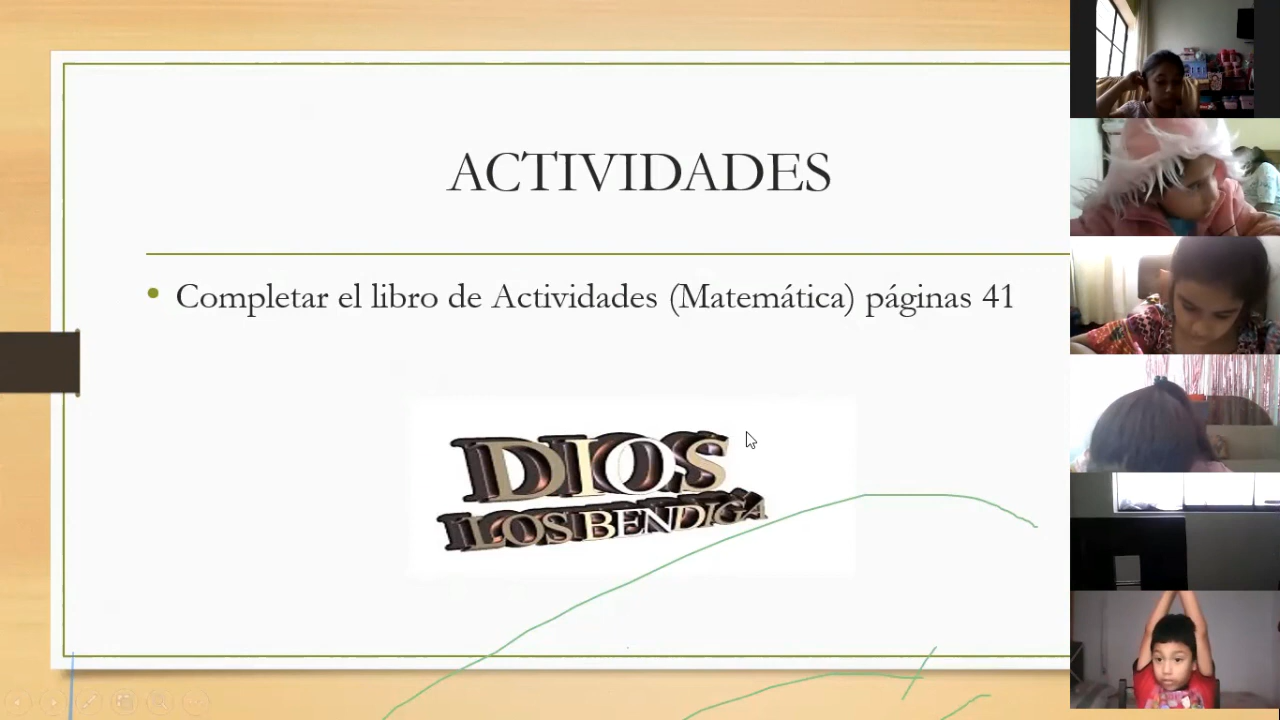 ACTIVIDADES
• Completar el libro de Actividades (Matemática) páginas 41
DIOS
LOS BENDIGA